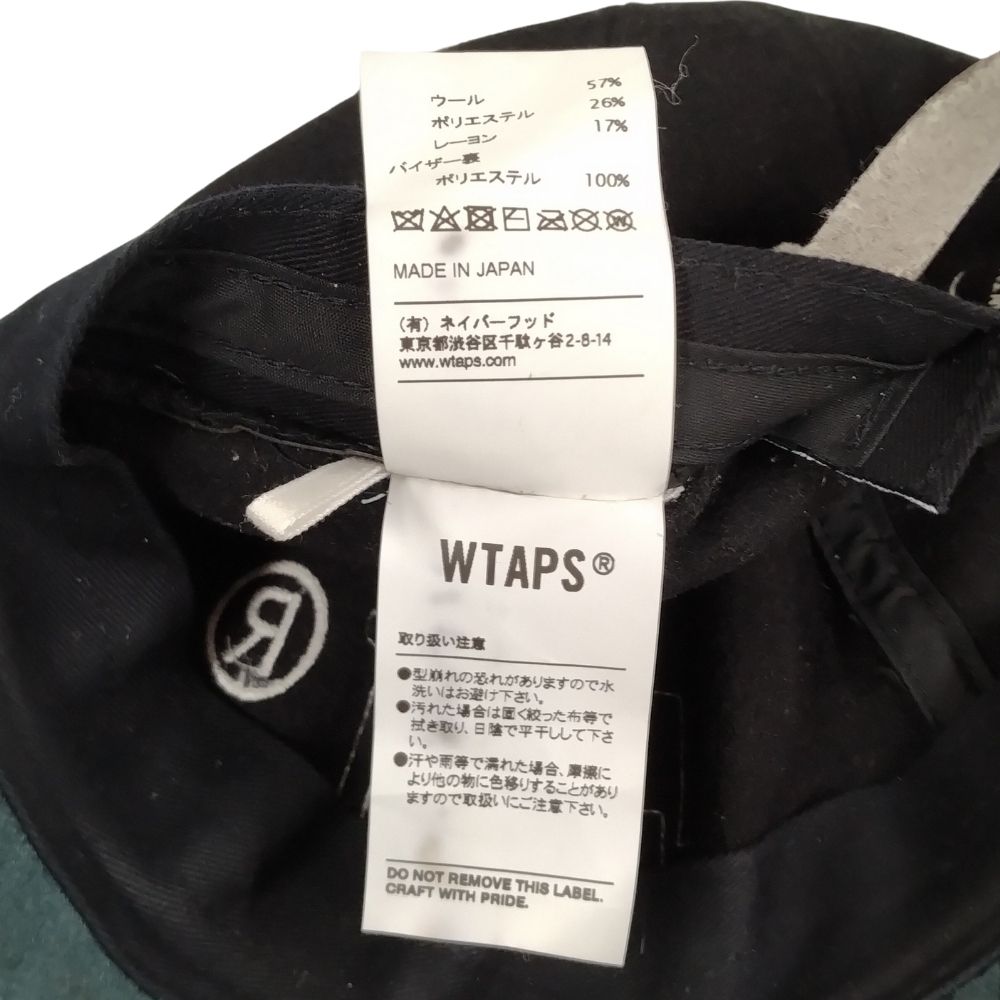 ウール 57%
ポリエステル 26%
レーヨン 17%
バイザー裏
ポリエステル 100%
MADE IN JAPAN
(有) ネイバーフッド
東京都渋谷区千駄ヶ谷2-8-14
www.wtaps.com
WTAPS®
取り扱い注意
●型崩れの恐れがありますので水
洗いはお避け下さい。
●汚れた場合は固く絞った布等で
拭き取り、日陰で平干しして下さ
い。
●汗や雨等で濡れた場合、摩擦に
より他の物に色移りすることがあり
ますので取扱いにご注意下さい。
DO NOT REMOVE THIS LABEL.
CRAFT WITH PRIDE.
R